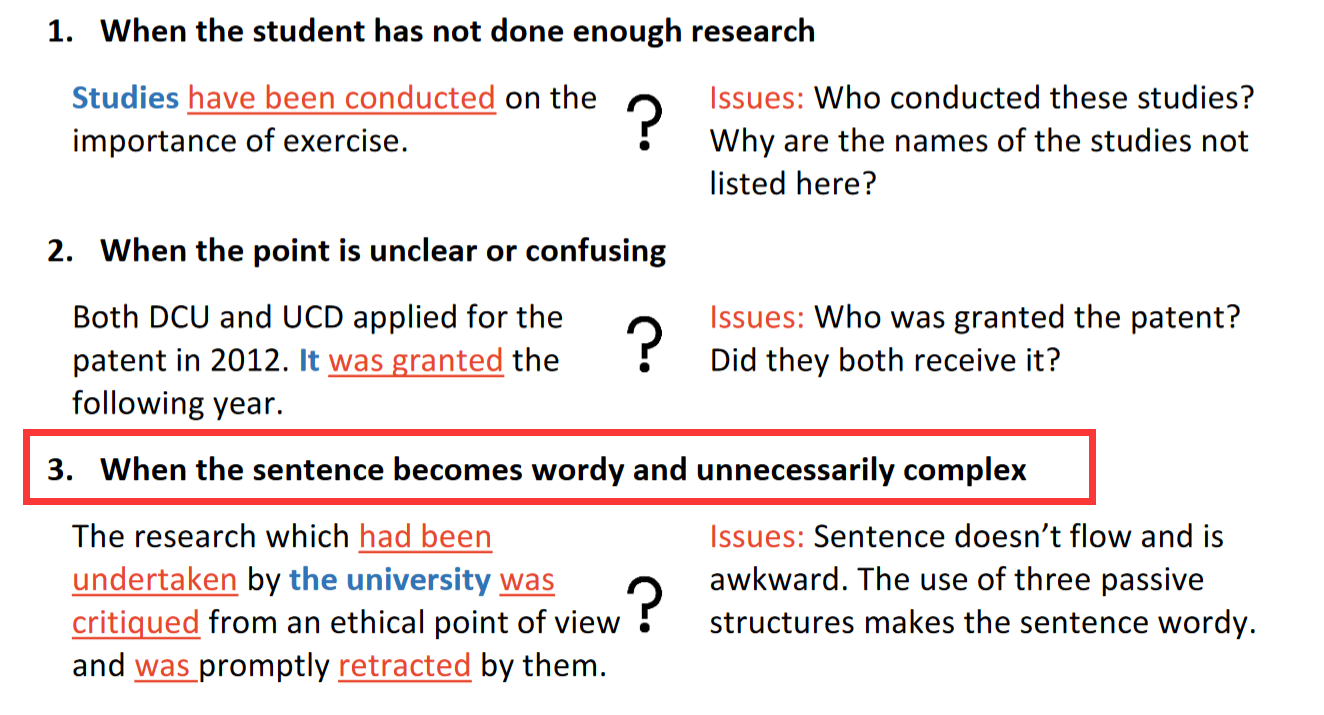 1. When the student has not done enough research
Studies have been conducted on the
importance of exercise.
?
Issues: Who conducted these studies?
Why are the names of the studies not
listed here?
2. When the point is unclear or confusing
Both DCU and UCD applied for the
patent in 2012. It was granted the
following year.
?
Issues: Who was granted the patent?
Did they both receive it?
3. When the sentence becomes wordy and unnecessarily complex
The research which had been
undertaken by the university was
critiqued from an ethical point of view
and was promptly retracted by them.
?
Issues: Sentence doesn’t flow and is
awkward. The use of three passive
structures makes the sentence wordy.